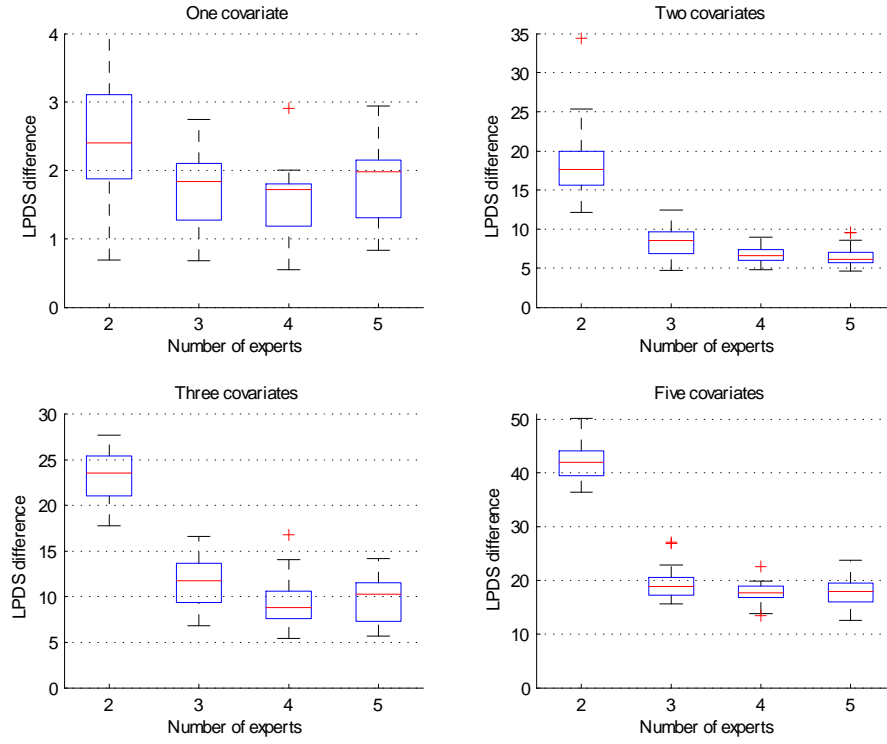 One covariate
4
3
2
1
0
LPDS difference
2 3 4 5
Number of experts
Two covariates
35
30
25
20
15
10
5
0
LPDS difference
2 3 4 5
Number of experts
Three covariates
30
25
20
15
10
5
0
LPDS difference
2 3 4 5
Number of experts
Five covariates
50
40
30
20
10
0
LPDS difference
2 3 4 5
Number of experts